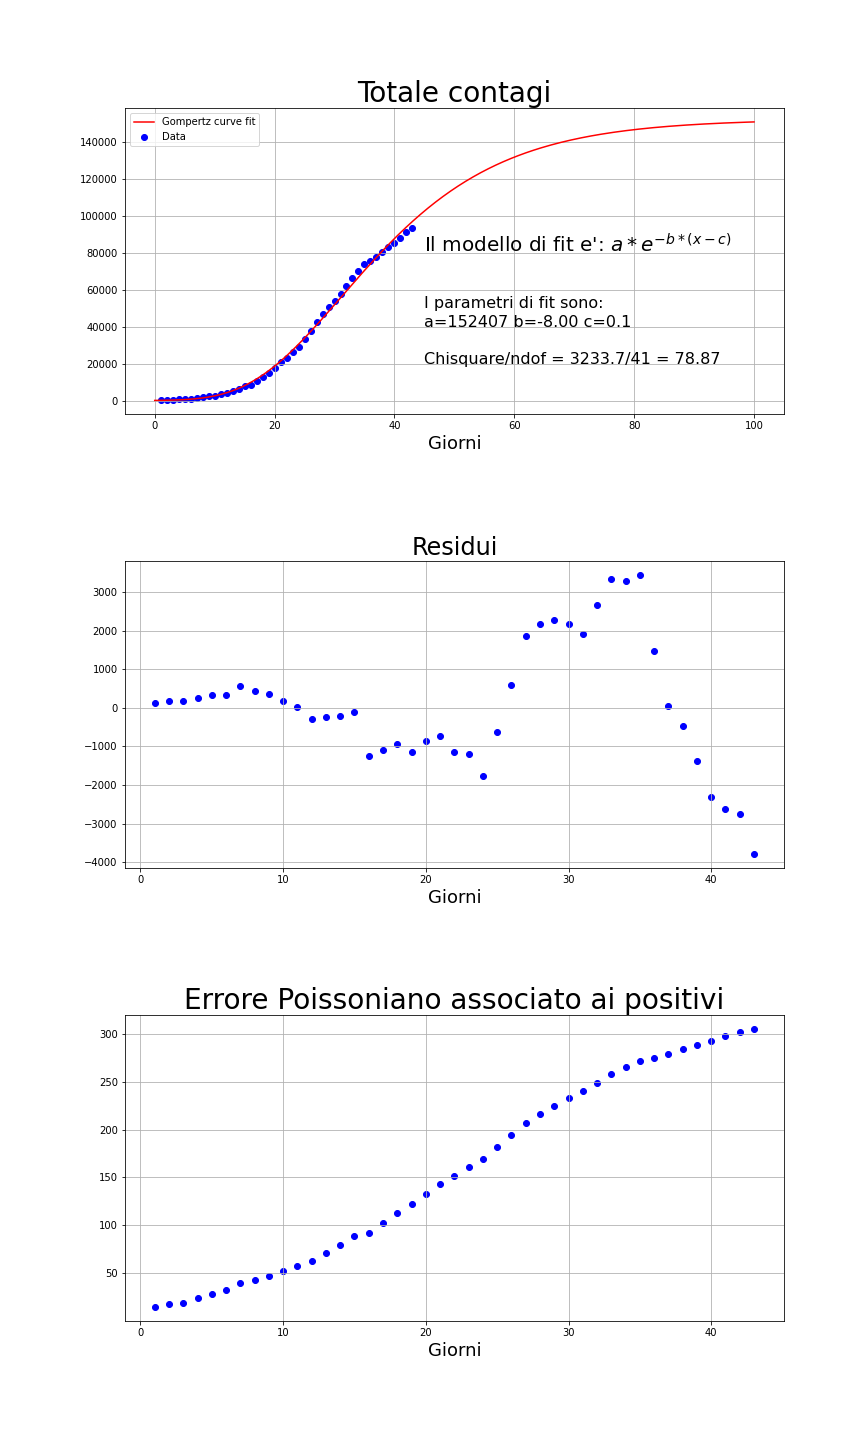 Totale contagi
Gompertz curve fit
Data
140000
120000
100000
80000
60000
40000
20000
0
Il modello di fit e': a * e^{-b*(x-c)}
I parametri di fit sono:
a=152407 b=-8.00 c=0.1
Chisquare/ndof = 3233.7/41 = 78.87
0 20 40 60 80 100
Giorni
Residui
3000
2000
1000
0
−1000
−2000
−3000
−4000
0 10 20 30 40
Giorni
Errore Poissoniano associato ai positivi
300
250
200
150
100
50
0 10 20 30 40
Giorni